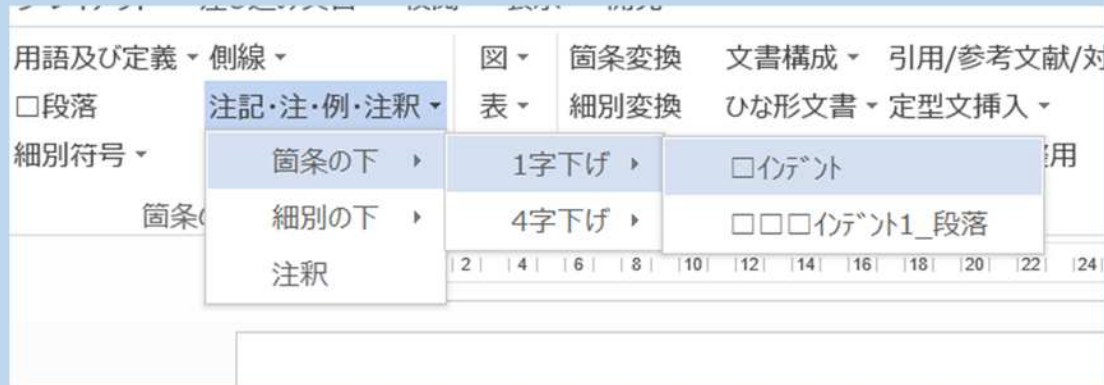 用語及び定義 側線 図 箇条変換 文書構成 引用/参考文献/対
□段落 注記・注・例・注釈 表 細別変換 ひな形文書 定型文挿入
細別符号 箇条の下 1字下げ □インデント 用
箇条 細別の下 4字下げ □□□インデント1_段落
注釈 2 4 6 8 10 12 14 16 18 20 22 24